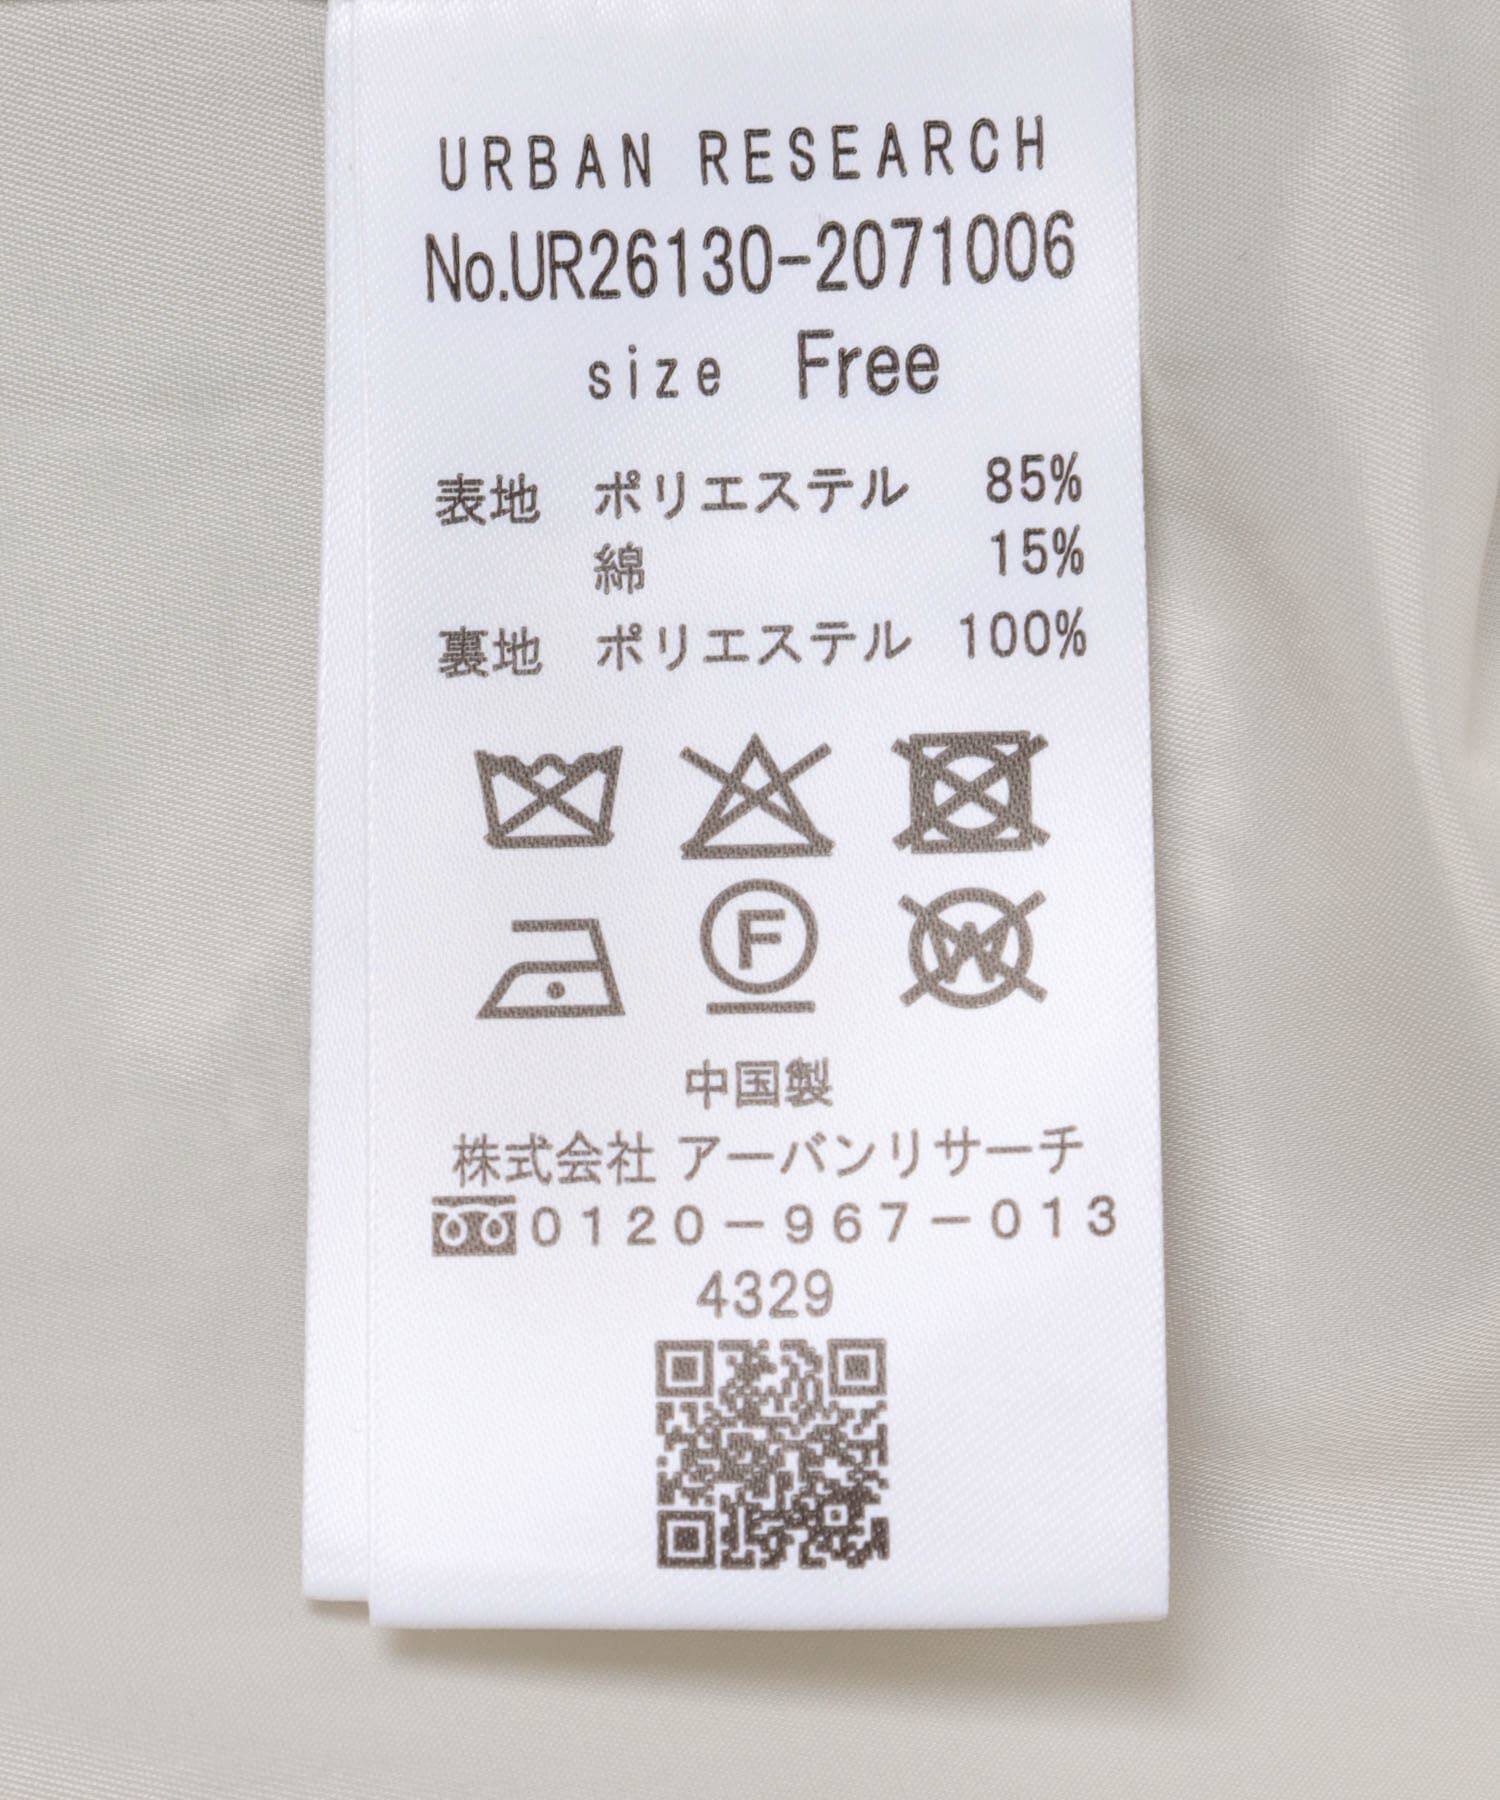 URBAN RESEARCH
No.UR26130-2071006
size Free
表地 ポリエステル 85%
綿 15%
裏地 ポリエステル 100%
F
W
中国製
株式会社 アーバンリサーチ
0120-967-013
4329